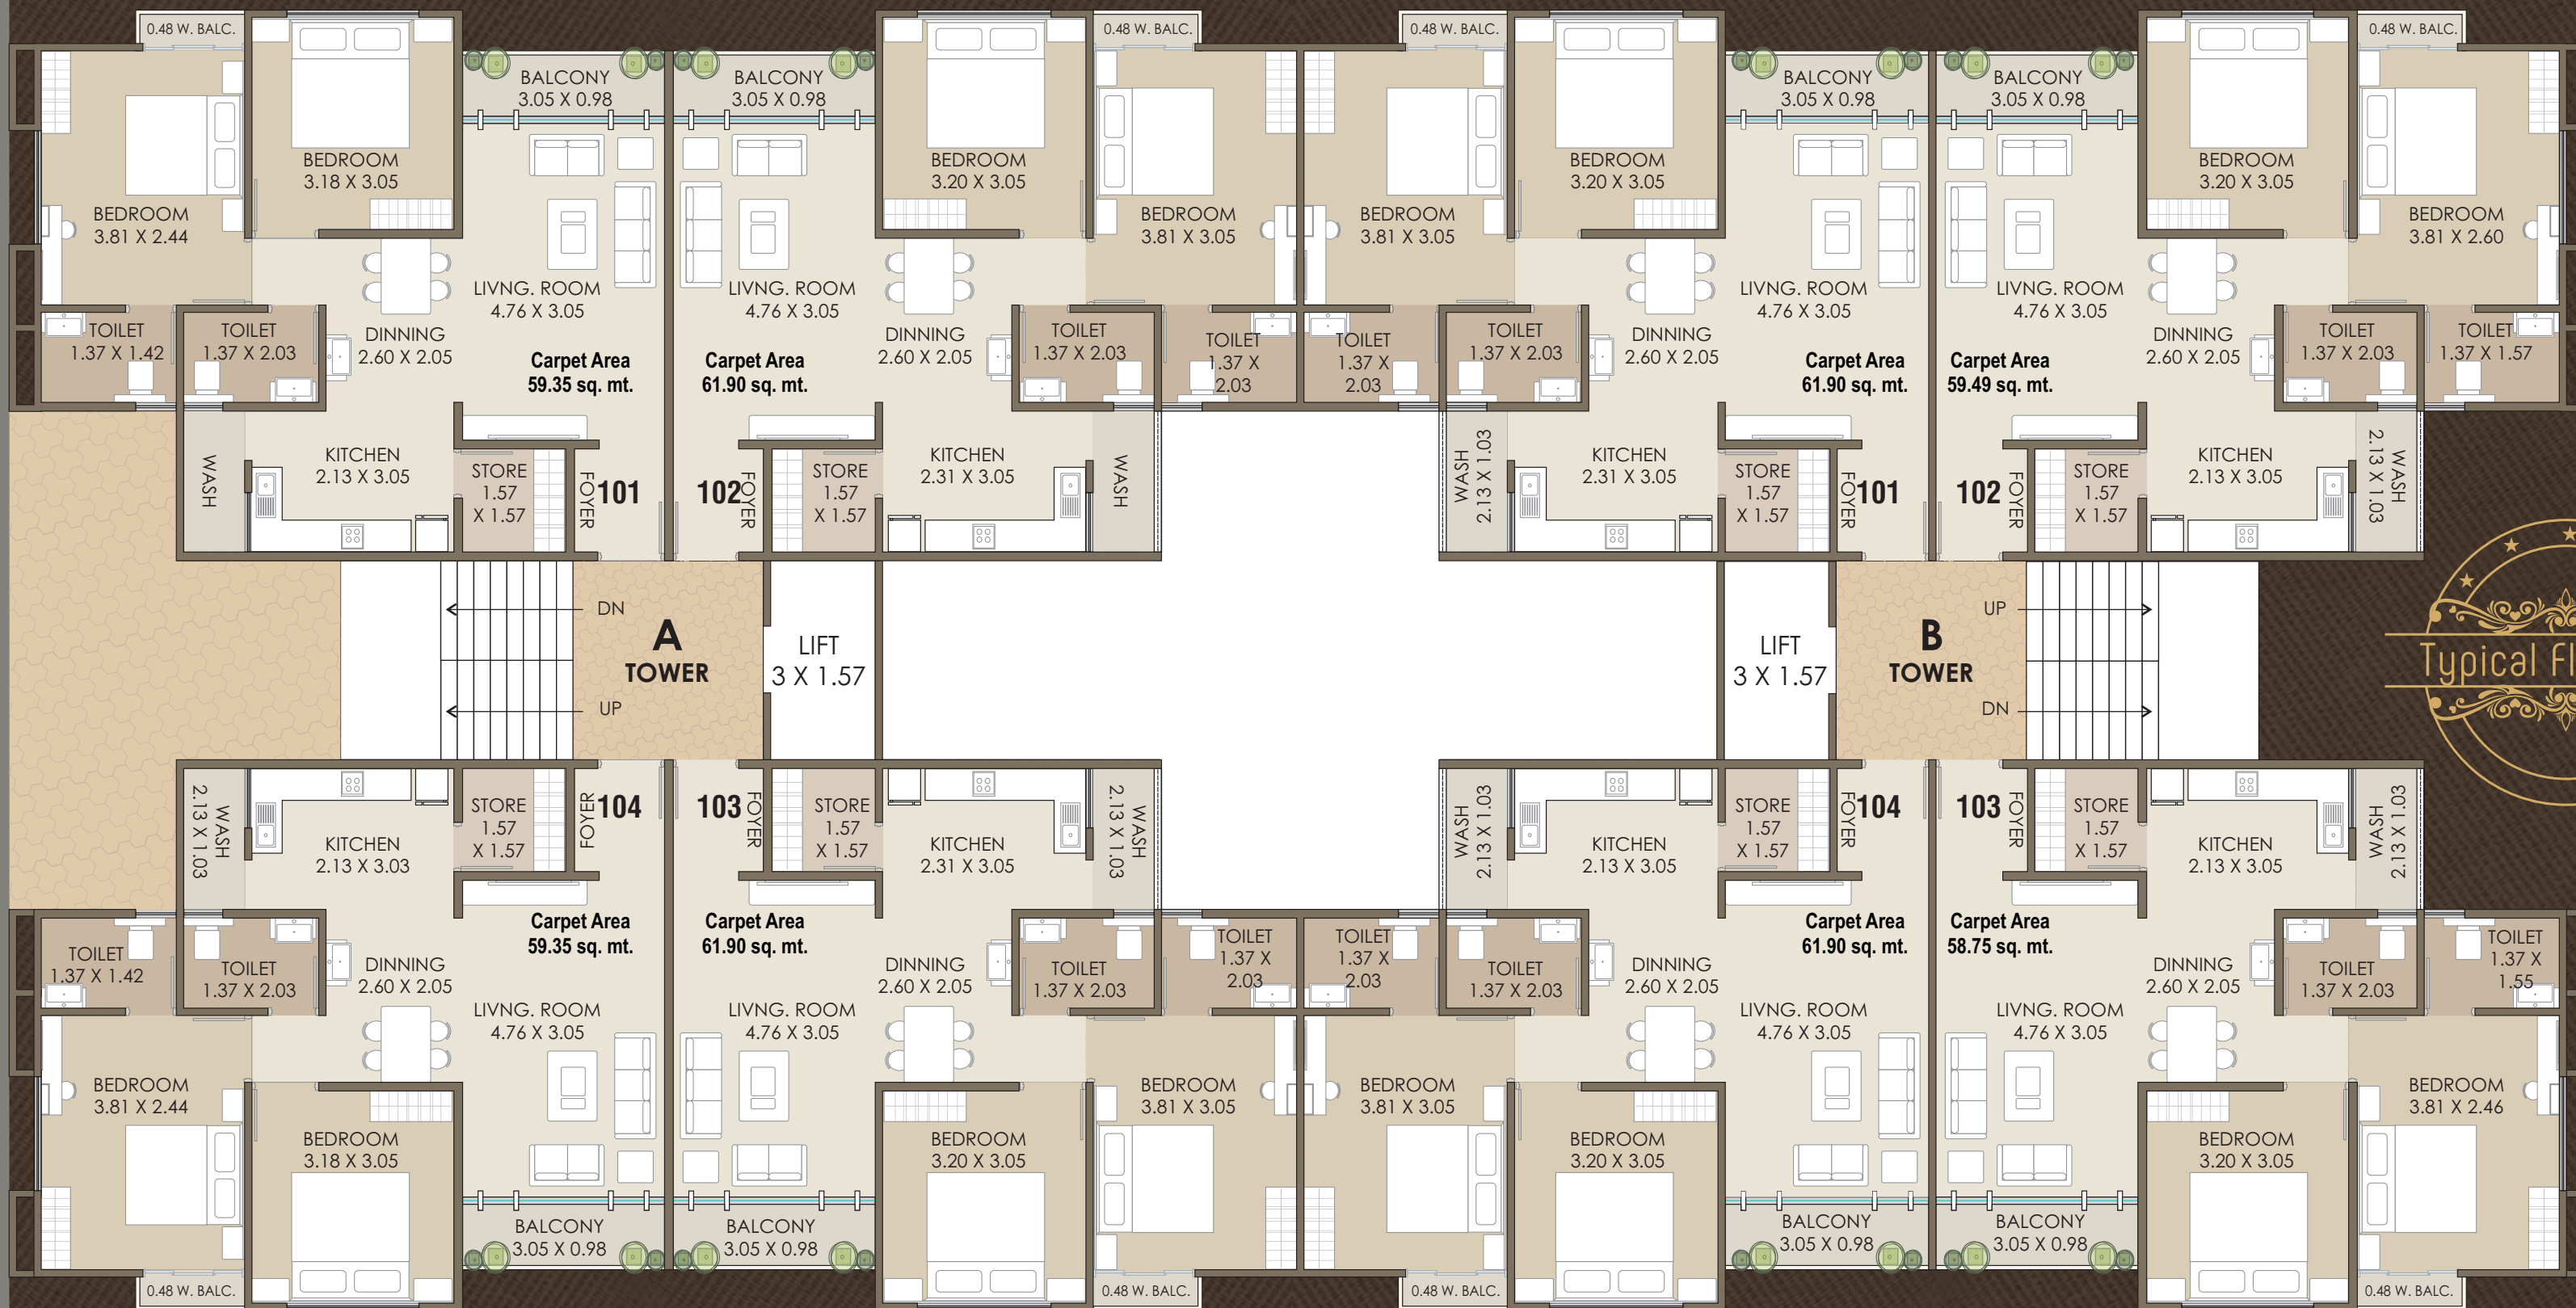 0.48 W. BALC.
BEDROOM
3.81 X 2.44
BEDROOM
3.18 X 3.05
BALCONY
3.05 X 0.98
LIVNG. ROOM
4.76 X 3.05
DINNING
2.60 X 2.05
TOILET
1.37 X 1.42
TOILET
1.37 X 2.03
Carpet Area
59.35 sq. mt.
WASH
KITCHEN
2.13 X 3.05
STORE
1.57
X 1.57
FOYER
101
BALCONY
3.05 X 0.98
BEDROOM
3.20 X 3.05
0.48 W. BALC.
BEDROOM
3.81 X 3.05
LIVNG. ROOM
4.76 X 3.05
DINNING
2.60 X 2.05
TOILET
1.37 X 2.03
TOILET
1.37 X
2.03
Carpet Area
61.90 sq. mt.
102
FOYER
STORE
1.57
X 1.57
KITCHEN
2.31 X 3.05
WASH
0.48 W. BALC.
BEDROOM
3.81 X 3.05
BEDROOM
3.20 X 3.05
BALCONY
3.05 X 0.98
LIVNG. ROOM
4.76 X 3.05
DINNING
2.60 X 2.05
TOILET
1.37 X
2.03
TOILET
1.37 X 2.03
Carpet Area
61.90 sq. mt.
WASH
2.13 X 1.03
KITCHEN
2.31 X 3.05
STORE
1.57
X 1.57
FOYER
101
BALCONY
3.05 X 0.98
BEDROOM
3.20 X 3.05
0.48 W. BALC.
BEDROOM
3.81 X 2.60
LIVNG. ROOM
4.76 X 3.05
DINNING
2.60 X 2.05
TOILET
1.37 X 2.03
TOILET
1.37 X 1.57
Carpet Area
59.49 sq. mt.
102
FOYER
STORE
1.57
X 1.57
KITCHEN
2.13 X 3.05
WASH
2.13 X 1.03
DN
UP
A
TOWER
LIFT
3 X 1.57
LIFT
3 X 1.57
B
TOWER
UP
DN
Typical Fl
WASH
2.13 X 1.03
KITCHEN
2.13 X 3.03
STORE
1.57
X 1.57
FOYER
104
Carpet Area
59.35 sq. mt.
TOILET
1.37 X 1.42
TOILET
1.37 X 2.03
DINNING
2.60 X 2.05
LIVNG. ROOM
4.76 X 3.05
BEDROOM
3.81 X 2.44
BEDROOM
3.18 X 3.05
BALCONY
3.05 X 0.98
0.48 W. BALC.
103
FOYER
STORE
1.57
X 1.57
KITCHEN
2.31 X 3.05
WASH
2.13 X 1.03
Carpet Area
61.90 sq. mt.
DINNING
2.60 X 2.05
TOILET
1.37 X 2.03
TOILET
1.37 X
2.03
LIVNG. ROOM
4.76 X 3.05
BEDROOM
3.20 X 3.05
BEDROOM
3.81 X 3.05
BALCONY
3.05 X 0.98
0.48 W. BALC.
WASH
2.13 X 1.03
KITCHEN
2.13 X 3.05
STORE
1.57
X 1.57
FOYER
104
Carpet Area
61.90 sq. mt.
TOILET
1.37 X
2.03
TOILET
1.37 X 2.03
DINNING
2.60 X 2.05
LIVNG. ROOM
4.76 X 3.05
BEDROOM
3.81 X 3.05
BEDROOM
3.20 X 3.05
BALCONY
3.05 X 0.98
0.48 W. BALC.
103
FOYER
STORE
1.57
X 1.57
KITCHEN
2.13 X 3.05
WASH
2.13 X 1.03
Carpet Area
58.75 sq. mt.
DINNING
2.60 X 2.05
TOILET
1.37 X 2.03
TOILET
1.37 X
1.55
LIVNG. ROOM
4.76 X 3.05
BEDROOM
3.20 X 3.05
BEDROOM
3.81 X 2.46
BALCONY
3.05 X 0.98
0.48 W. BALC.